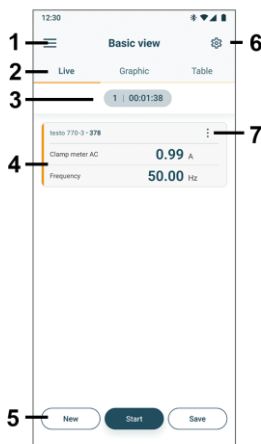 12:30
1 Basic view 6
2 Live Graphic Table
3 1 | 00:01:38
testo 770-3 • 378 7
4 Clamp meter AC 0.99 A
Frequency 50.00 Hz
5 New Start Save